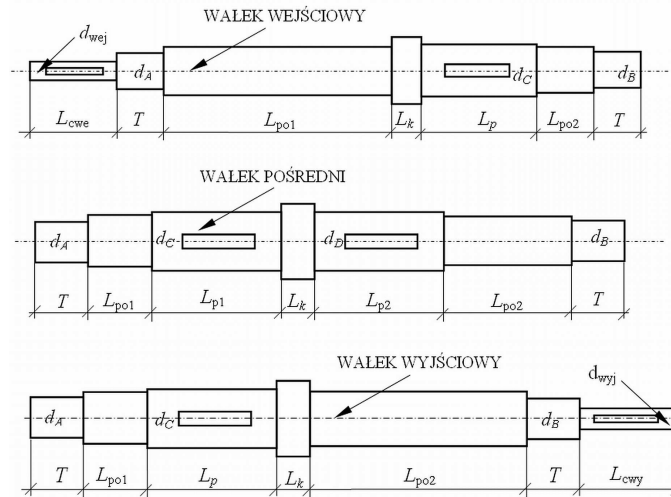 WAŁEK WEJŚCIOWY
d_wej
d_A d_C d_B
L_cwe T L_po1 L_k L_p L_po2 T
WAŁEK POŚREDNI
d_A d_C d_D d_B
T L_po1 L_p1 L_k L_p2 L_po2 T
WAŁEK WYJŚCIOWY
d_wyj
d_A d_C d_B
T L_po1 L_p L_k L_po2 T L_cwy